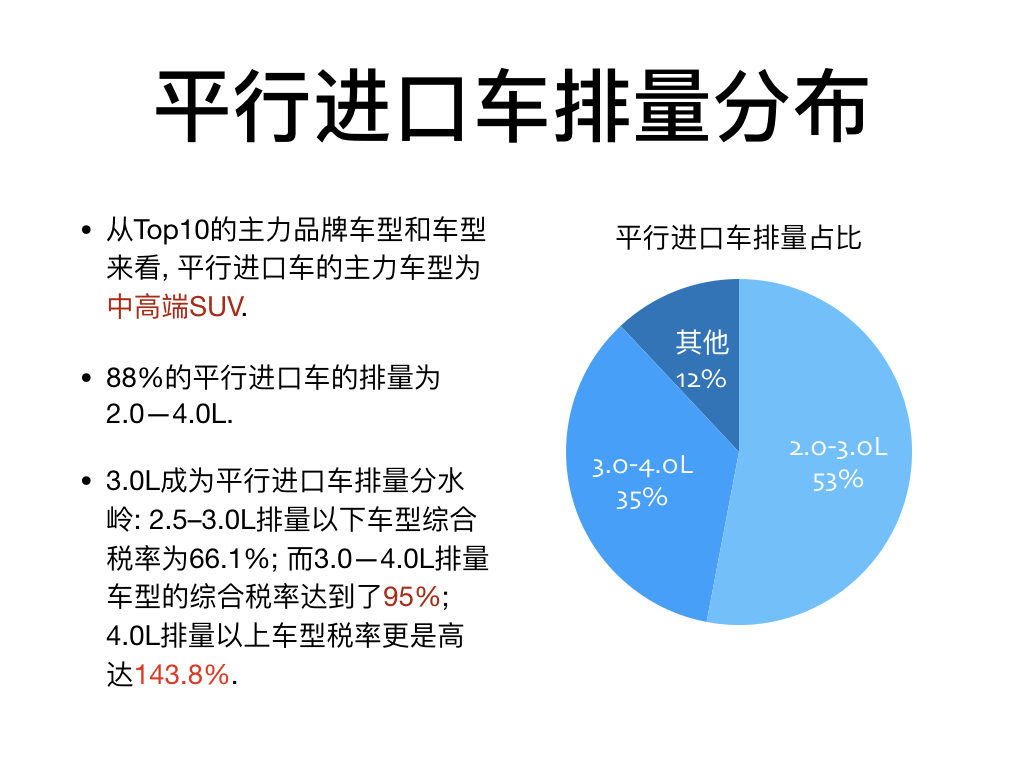 平行进口车排量分布
• 从Top10的主力品牌车型和车型
来看, 平行进口车的主力车型为
中高端SUV.
• 88%的平行进口车的排量为
2.0—4.0L.
• 3.0L成为平行进口车排量分水
岭: 2.5–3.0L排量以下车型综合
税率为66.1%; 而3.0—4.0L排量
车型的综合税率达到了95%;
4.0L排量以上车型税率更是高
达143.8%.
平行进口车排量占比
其他
12%
2.0-3.0L
53%
3.0-4.0L
35%